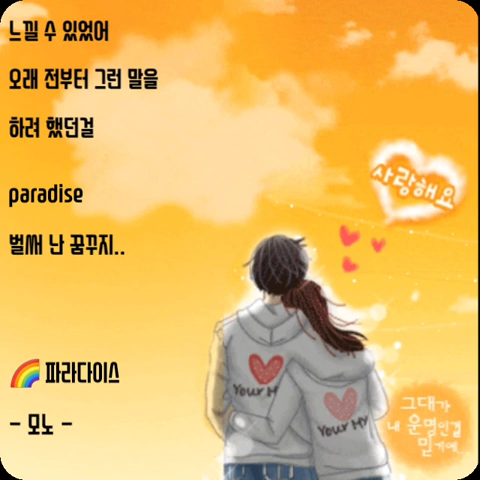 느낄 수 있었어
오래 전부터 그런 말을
하려 했던걸
paradise
벌써 난 꿈꾸지..
🌈 파라다이스
- 모노 -
사랑해요
Your M
Your My
그대가
내 운명인걸
믿기에..